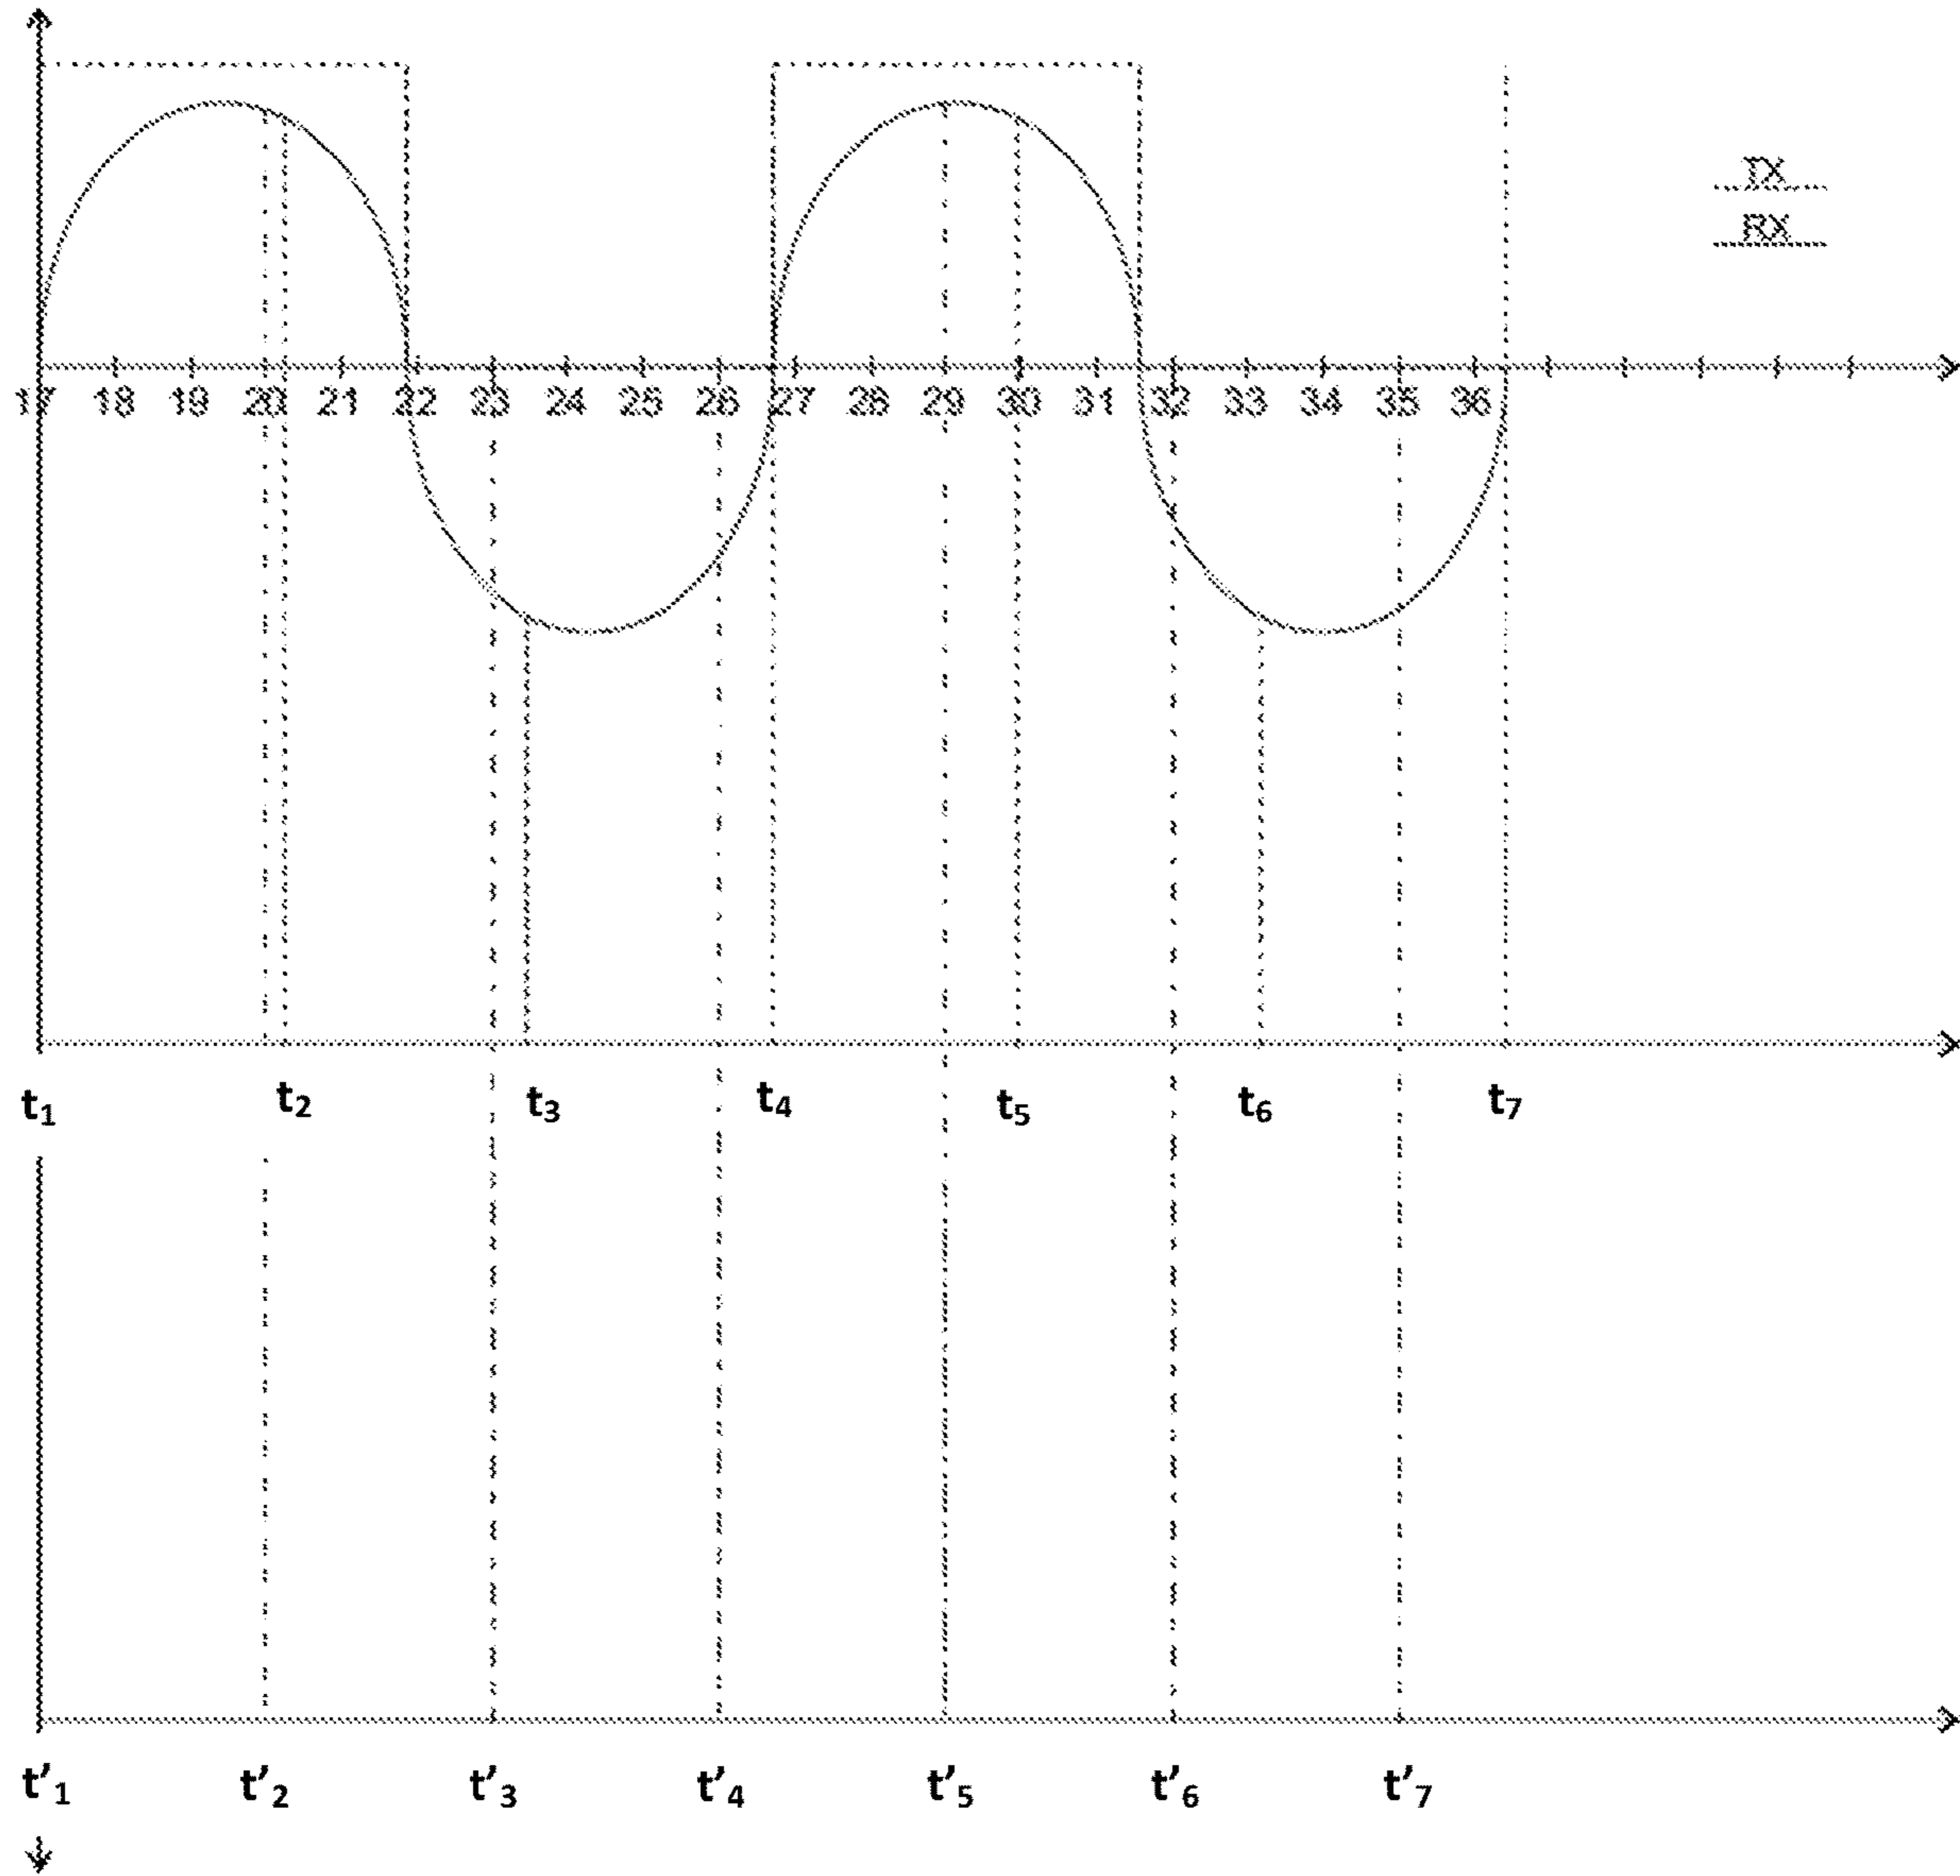 TX
RX
17 18 19 20 21 22 23 24 25 26 27 28 29 30 31 32 33 34 35 36
t₁ t₂ t₃ t₄ t₅ t₆ t₇
t'₁ t'₂ t'₃ t'₄ t'₅ t'₆ t'₇